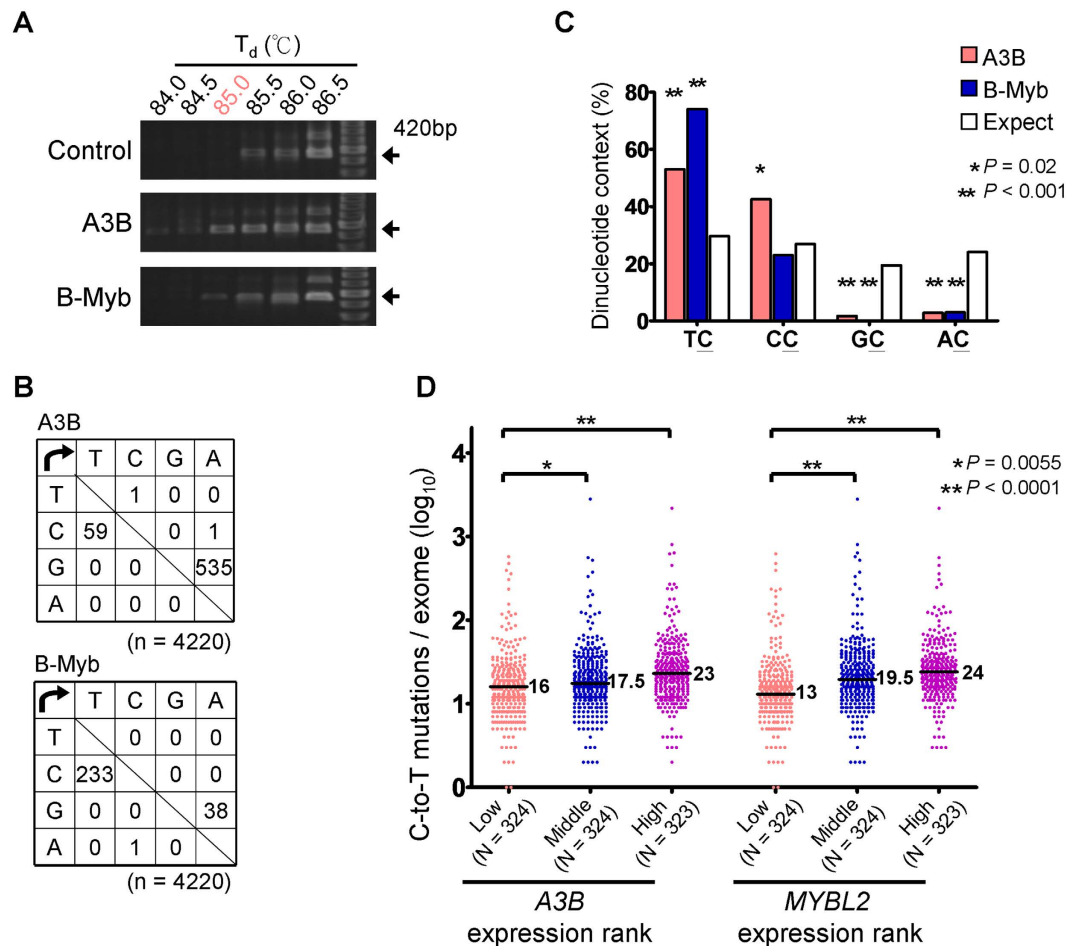 A
T_d (℃)
84.0 84.5 85.0 85.5 86.0 86.5
420bp
Control
A3B
B-Myb
B
A3B
T C G A
T 1 0 0
C 59 0 1
G 0 0 535
A 0 0 0
(n = 4220)
B-Myb
T C G A
T 0 0 0
C 233 0 0
G 0 0 38
A 0 1 0
(n = 4220)
C
Dinucleotide context (%)
80
60
40
20
0
** ** * ** ** ** **
TC CC GC AC
A3B
B-Myb
Expect
* P = 0.02
** P < 0.001
D
C-to-T mutations / exome (log10)
4
3
2
1
0
** **
* **
* P = 0.0055
** P < 0.0001
16 17.5 23 13 19.5 24
Low (N = 324)
Middle (N = 324)
High (N = 323)
Low (N = 324)
Middle (N = 324)
High (N = 323)
A3B
expression rank
MYBL2
expression rank